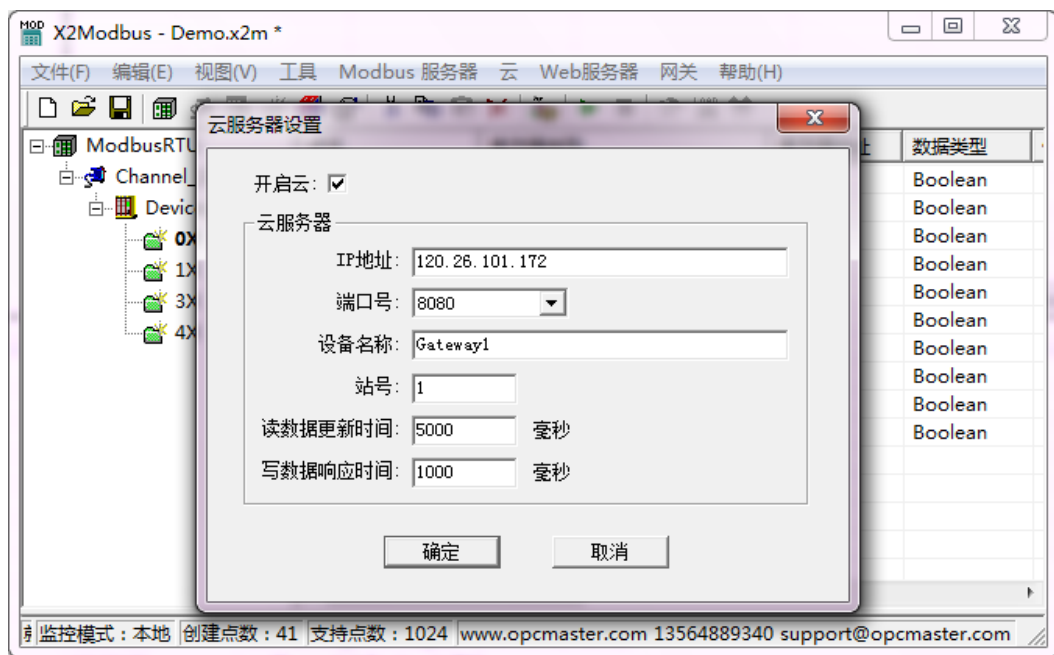 MOD
X2Modbus - Demo.x2m *
文件(F) 编辑(E) 视图(V) 工具 Modbus 服务器 云 Web服务器 网关 帮助(H)
云服务器设置
ModbusRTU
数据类型
Channel_
Boolean
开启云:
Devic
Boolean
云服务器
0X
Boolean
IP地址: 120.26.101.172
1X
Boolean
端口号: 8080
3X
Boolean
4X
Boolean
设备名称: Gateway1
Boolean
站号: 1
Boolean
读数据更新时间: 5000 毫秒
Boolean
Boolean
写数据响应时间: 1000 毫秒
确定 取消
监控模式：本地 创建点数：41 支持点数：1024 www.opcmaster.com 13564889340 support@opcmaster.com